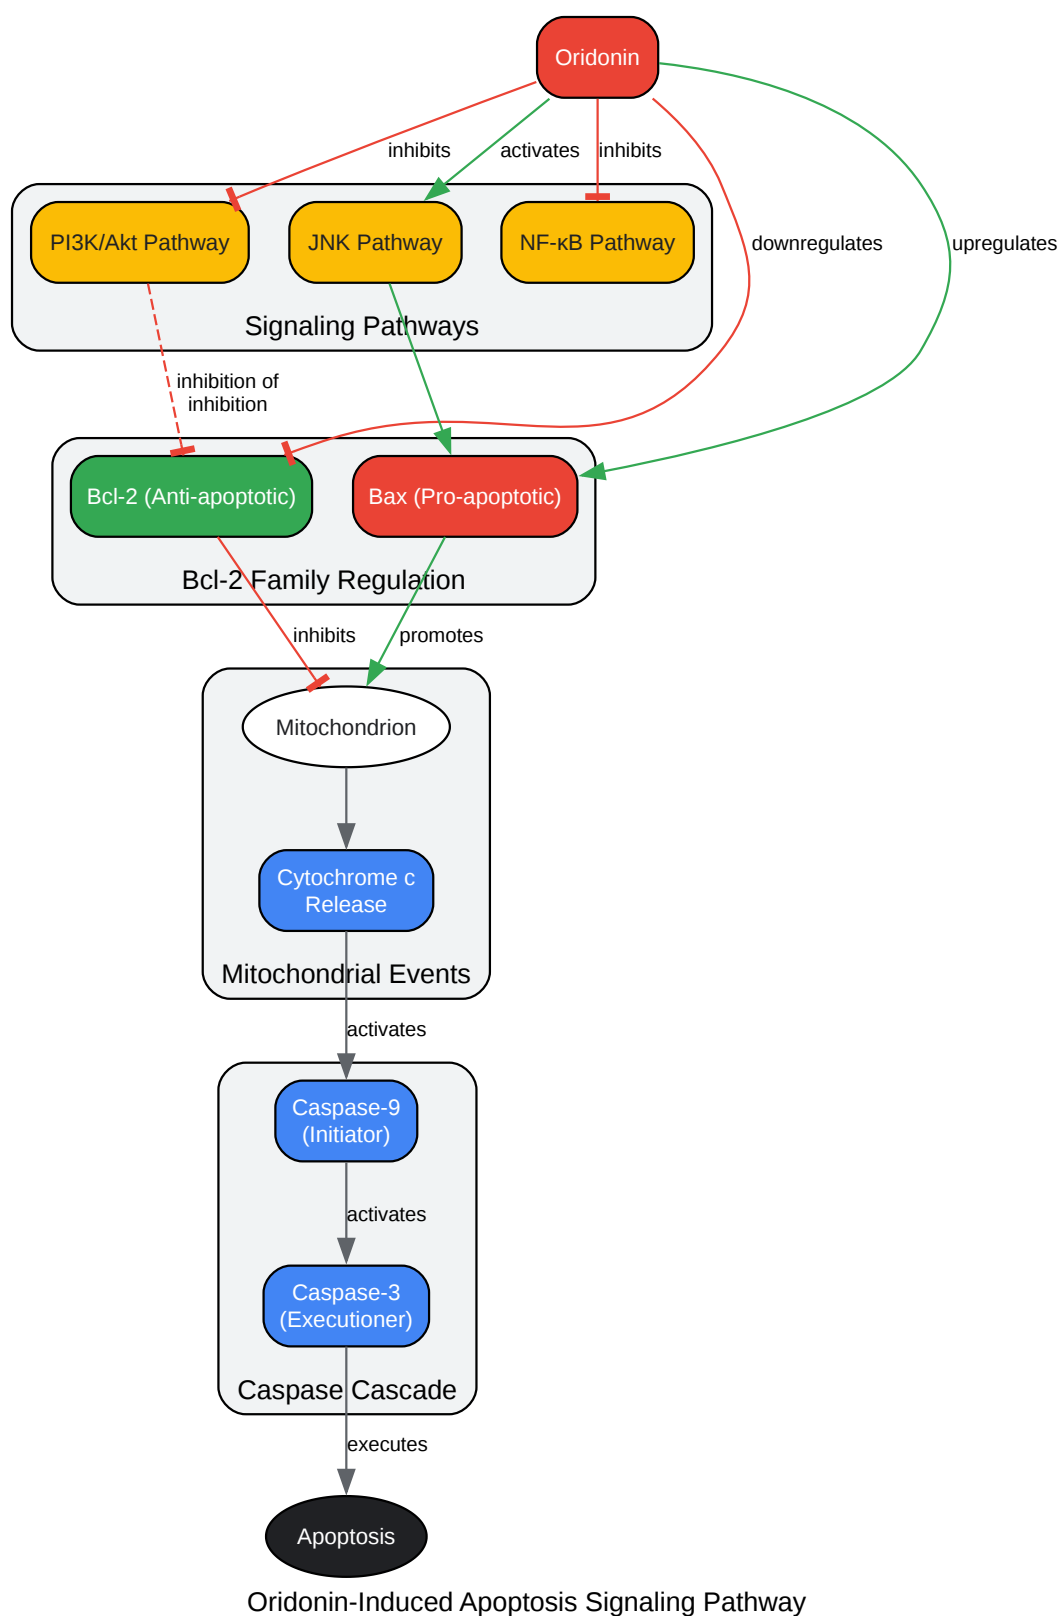 Oridonin
inhibits
activates
inhibits
PI3K/Akt Pathway
JNK Pathway
NF-κB Pathway
downregulates
upregulates
Signaling Pathways
inhibition of
inhibition
Bcl-2 (Anti-apoptotic)
Bax (Pro-apoptotic)
Bcl-2 Family Regulation
inhibits
promotes
Mitochondrion
Cytochrome c
Release
Mitochondrial Events
activates
Caspase-9
(Initiator)
activates
Caspase-3
(Executioner)
Caspase Cascade
executes
Apoptosis
Oridonin-Induced Apoptosis Signaling Pathway